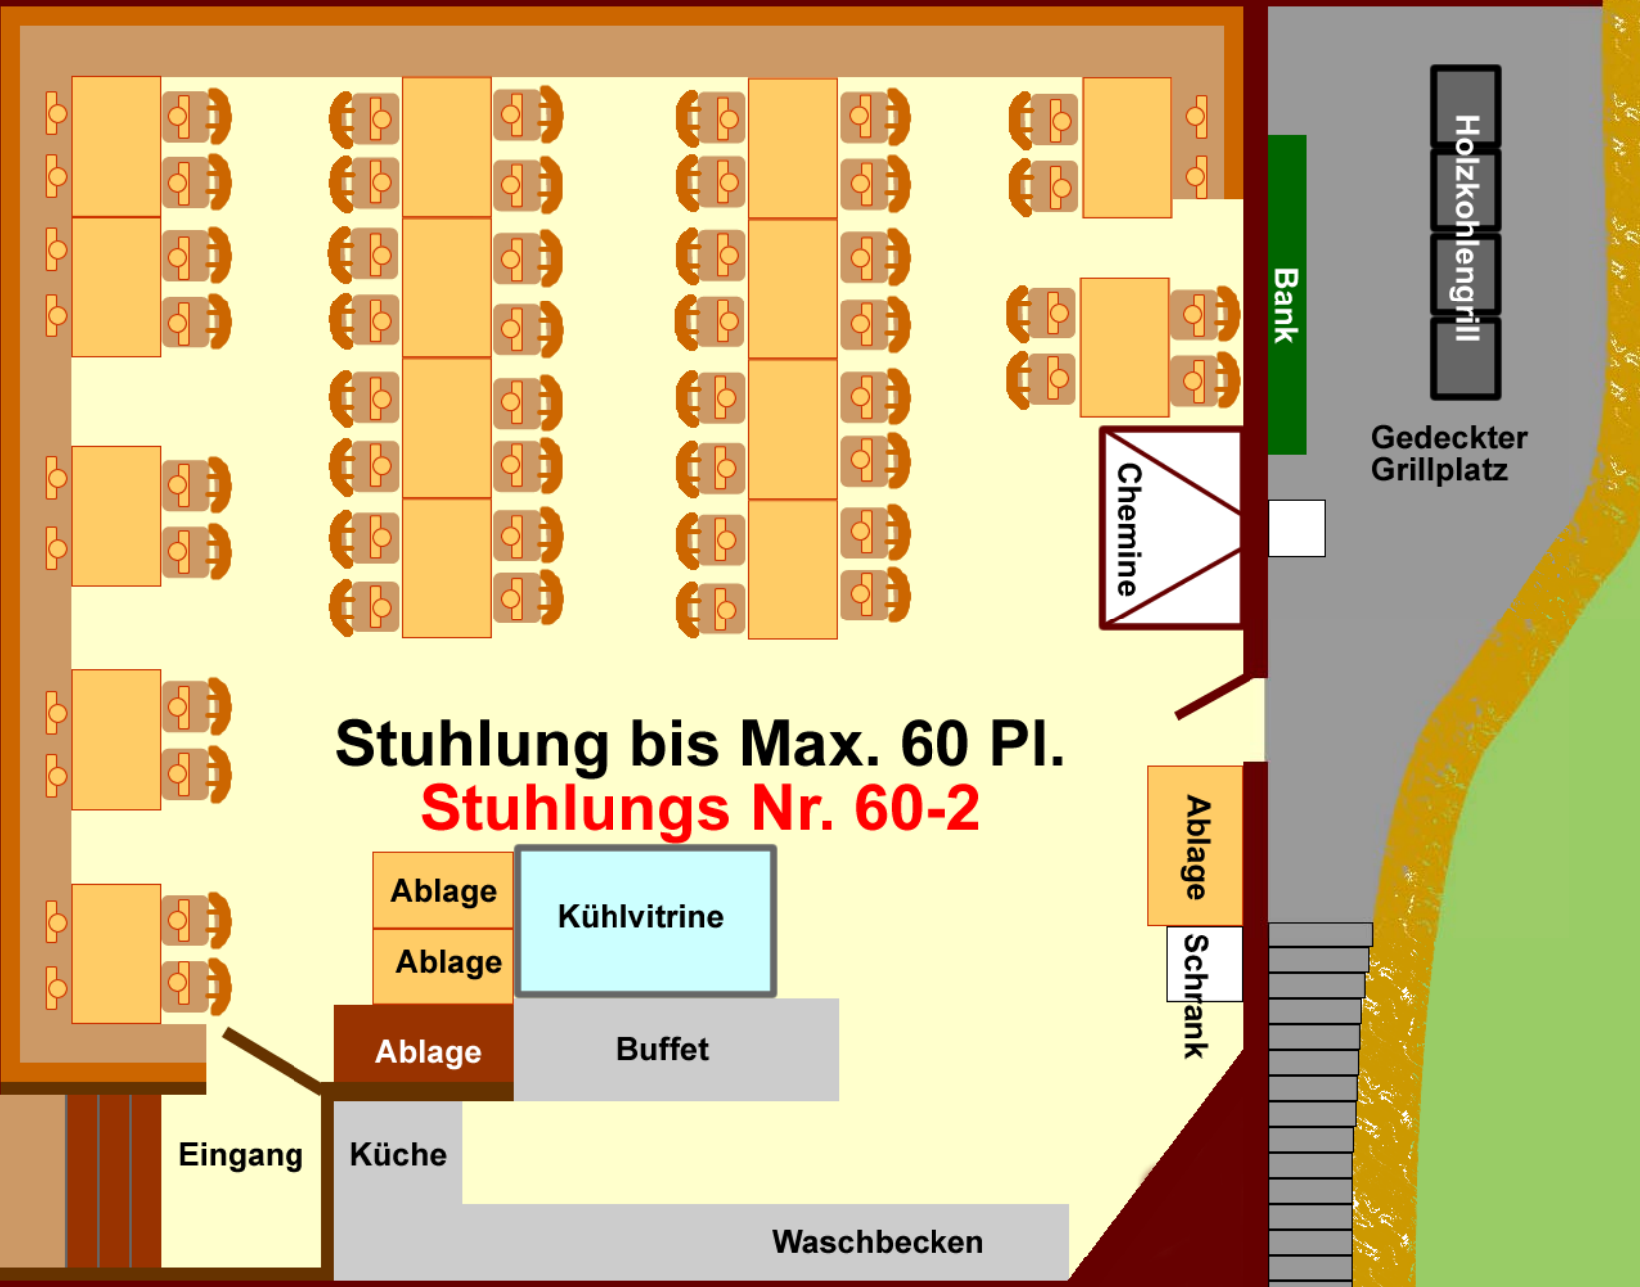 Holzkohlengrill
Bank
Gedeckter
Grillplatz
Chemine
Stuhlung bis Max. 60 Pl.
Stuhlungs Nr. 60-2
Ablage
Ablage
Kühlvitrine
Ablage
Schrank
Ablage
Buffet
Eingang
Küche
Waschbecken